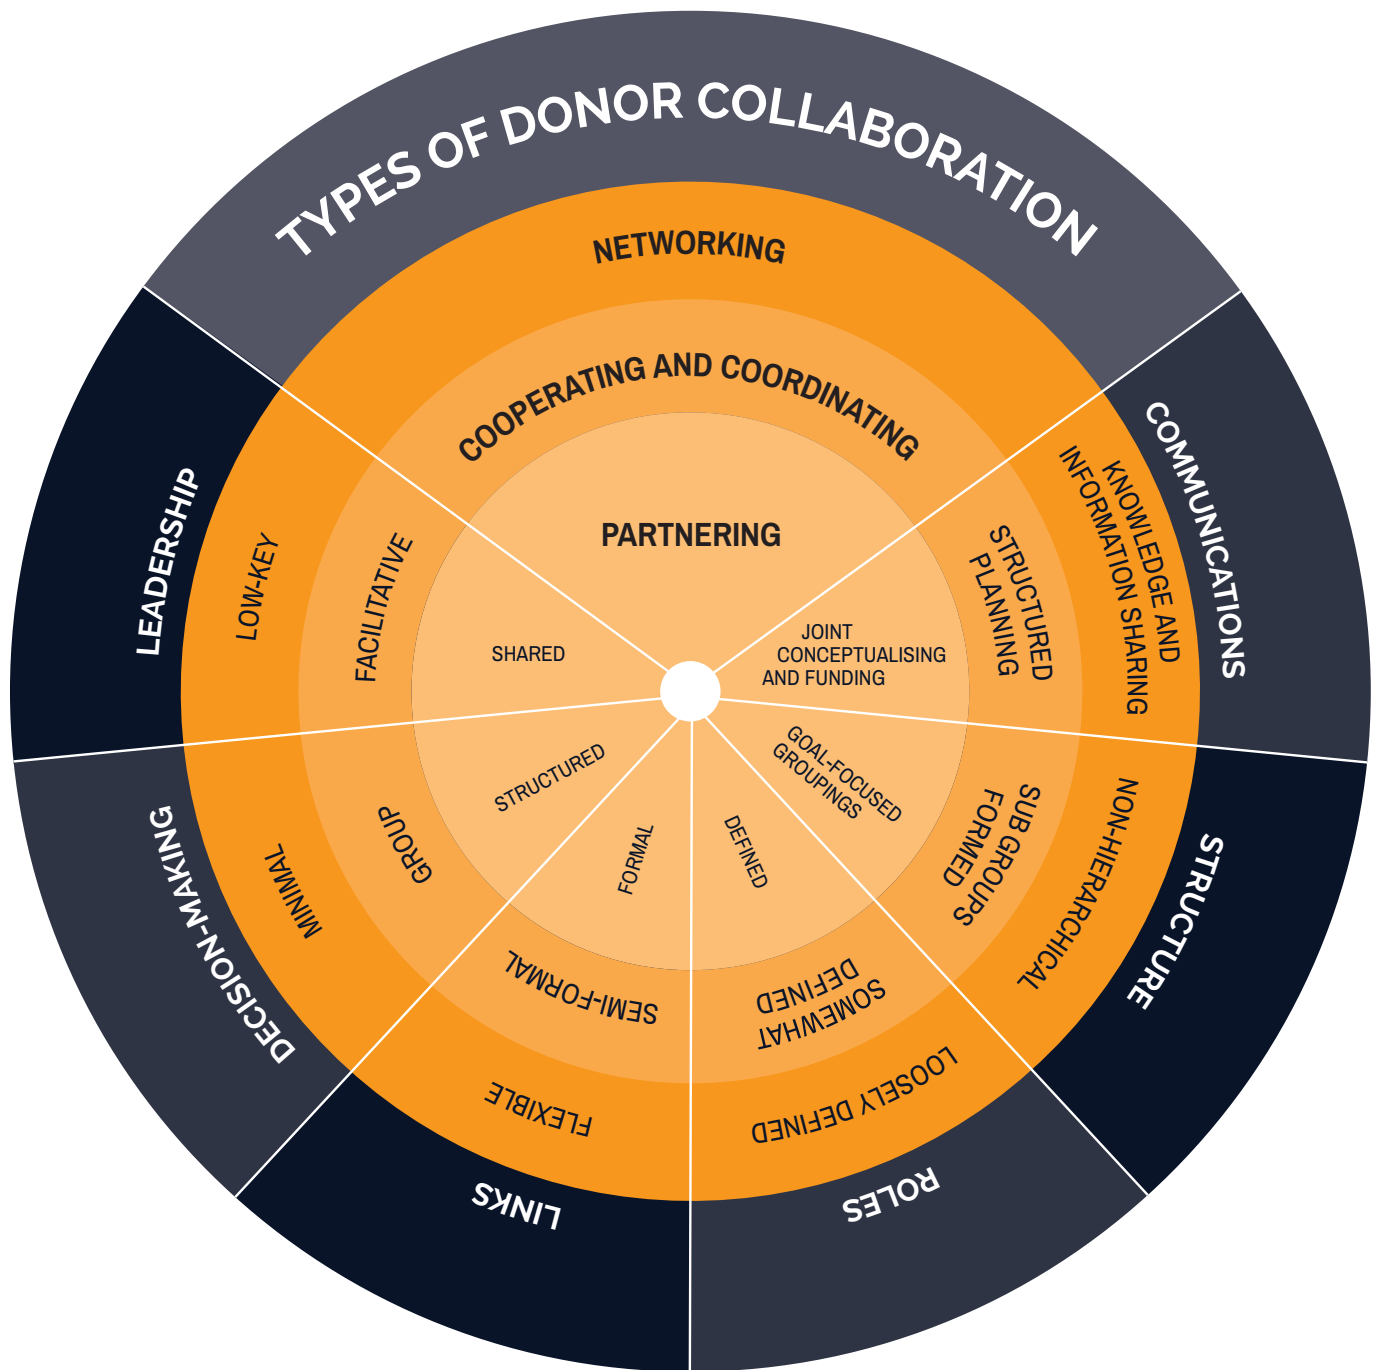 TYPES OF DONOR COLLABORATION
NETWORKING
COOPERATING AND COORDINATING
PARTNERING
COMMUNICATIONS
KNOWLEDGE AND
INFORMATION SHARING
STRUCTURED
PLANNING
JOINT
CONCEPTUALISING
AND FUNDING
STRUCTURE
NON-HIERARCHICAL
SUB GROUPS
FORMED
GOAL-FOCUSED
GROUPINGS
ROLES
LOOSELY DEFINED
SOMEWHAT
DEFINED
DEFINED
LINKS
FLEXIBLE
SEMI-FORMAL
FORMAL
DECISION-MAKING
MINIMAL
GROUP
STRUCTURED
LEADERSHIP
LOW-KEY
FACILITATIVE
SHARED